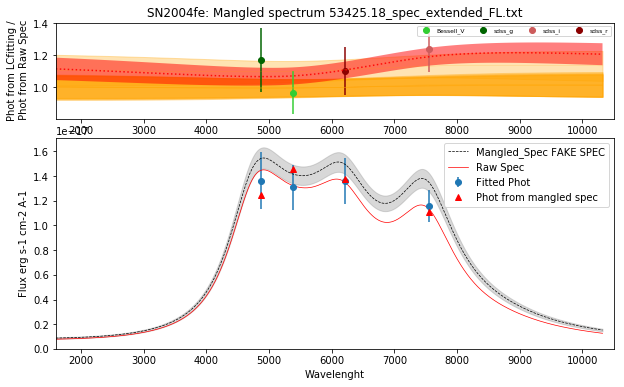 SN2004fe: Mangled spectrum 53425.18_spec_extended_FL.txt
Phot from LCfitting /
Phot from Raw Spec
1.4
1.2
1.0
Bessell_V
sdss_g
sdss_i
sdss_r
2000 3000 4000 5000 6000 7000 8000 9000 10000
1e−17
Flux erg s-1 cm-2 A-1
1.6
1.4
1.2
1.0
0.8
0.6
0.4
0.2
0.0
Mangled_Spec FAKE SPEC
Raw Spec
Fitted Phot
Phot from mangled spec
2000 3000 4000 5000 6000 7000 8000 9000 10000
Wavelenght